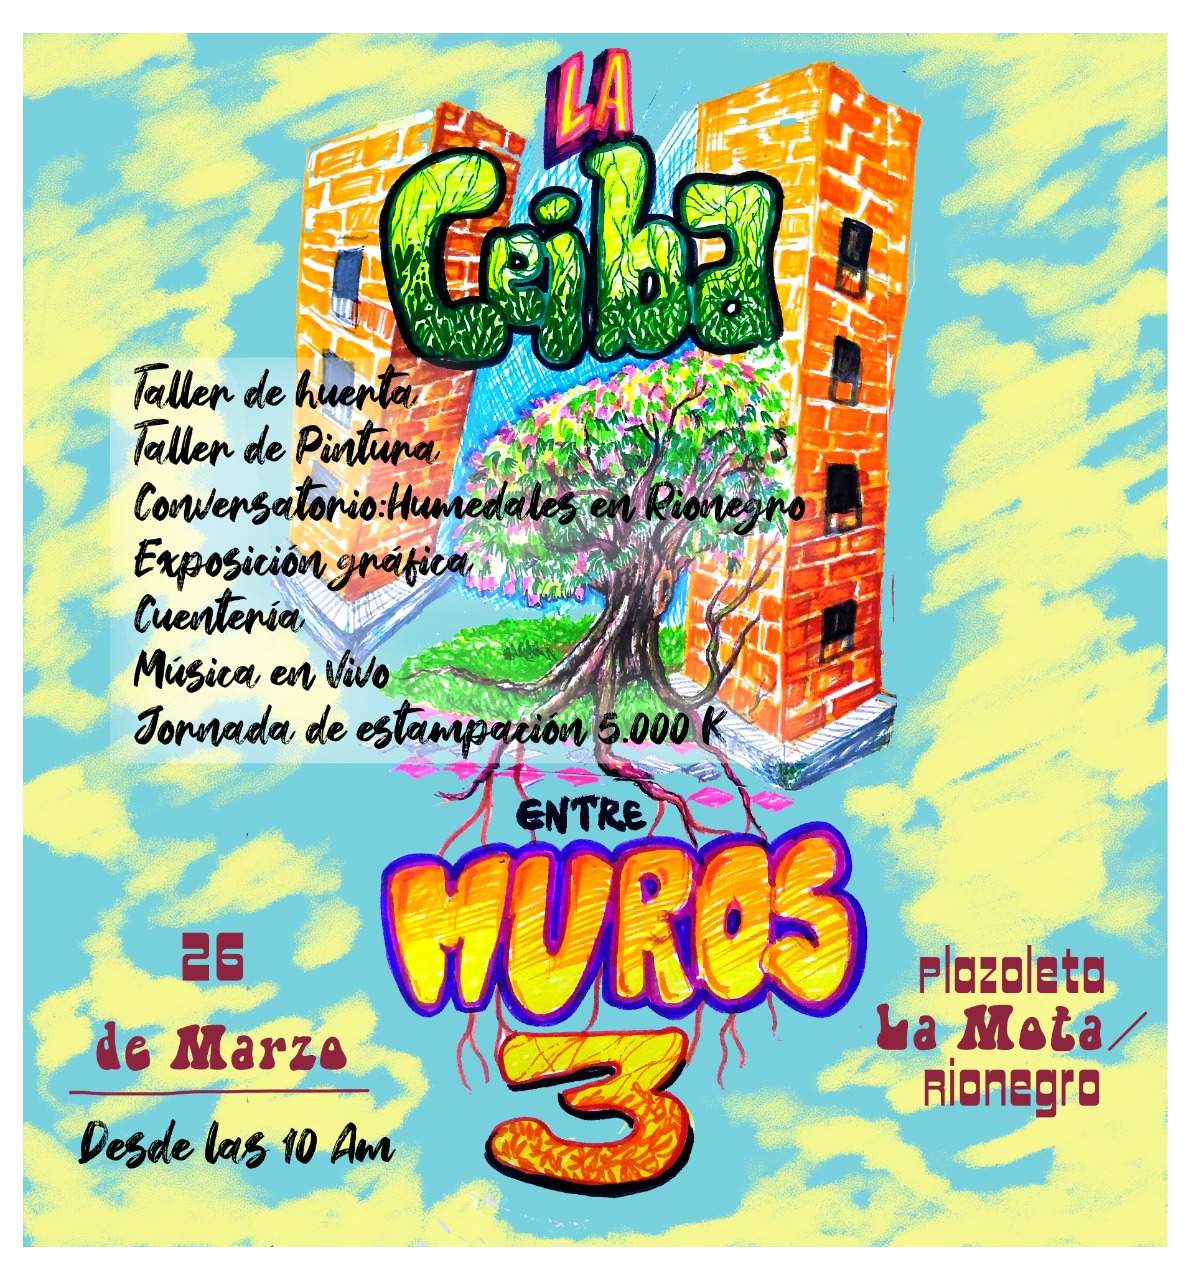 LA
Ceiba
Taller de huerta
Taller de Pintura
Conversatorio:Humedales en Rionegro
Exposición gráfica
Cuentería
Música en Vivo
Jornada de estampación 5.000 K
ENTRE
MUROS
3
26
de Marzo
Desde las 10 Am
Plazoleta
La Mota/
Rionegro